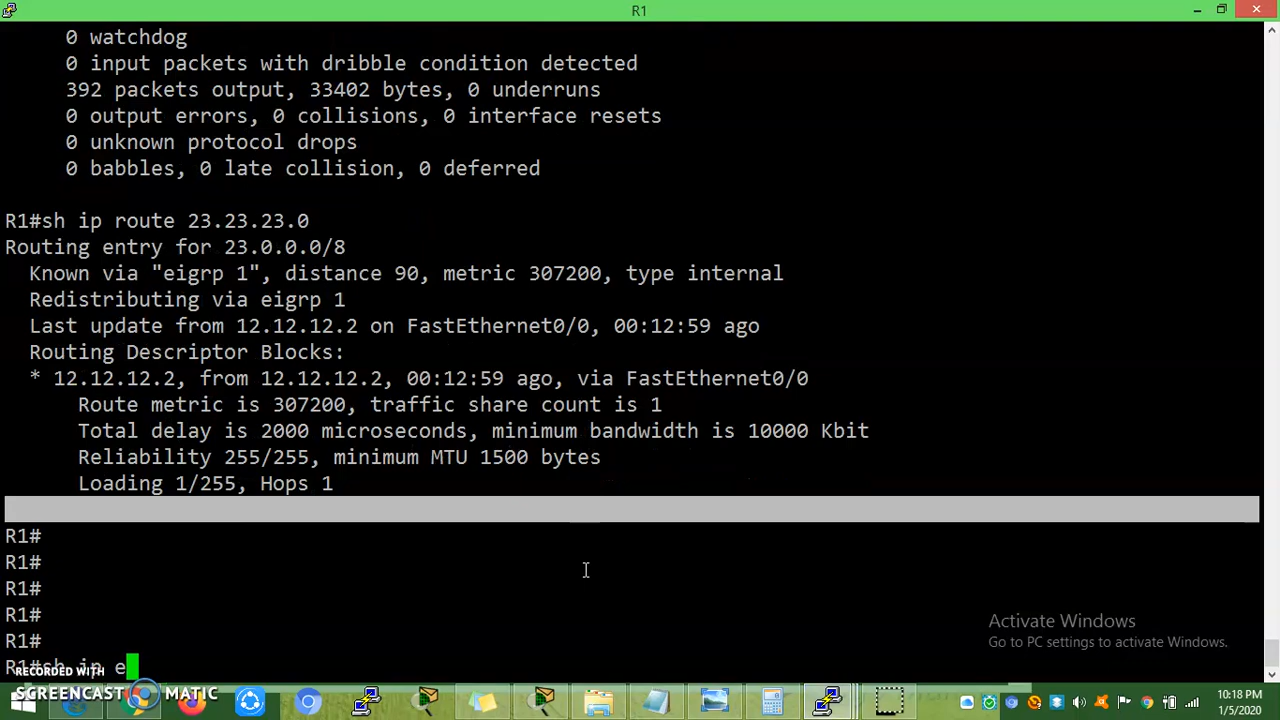 R1
0 watchdog
0 input packets with dribble condition detected
392 packets output, 33402 bytes, 0 underruns
0 output errors, 0 collisions, 0 interface resets
0 unknown protocol drops
0 babbles, 0 late collision, 0 deferred
R1#sh ip route 23.23.23.0
Routing entry for 23.0.0.0/8
Known via "eigrp 1", distance 90, metric 307200, type internal
Redistributing via eigrp 1
Last update from 12.12.12.2 on FastEthernet0/0, 00:12:59 ago
Routing Descriptor Blocks:
* 12.12.12.2, from 12.12.12.2, 00:12:59 ago, via FastEthernet0/0
Route metric is 307200, traffic share count is 1
Total delay is 2000 microseconds, minimum bandwidth is 10000 Kbit
Reliability 255/255, minimum MTU 1500 bytes
Loading 1/255, Hops 1
R1#
R1#
R1#
R1#
R1#
R1#sh ip e
Activate Windows
Go to PC settings to activate Windows.
RECORDED WITH
SCREENCAST MATIC
10:18 PM
1/5/2020